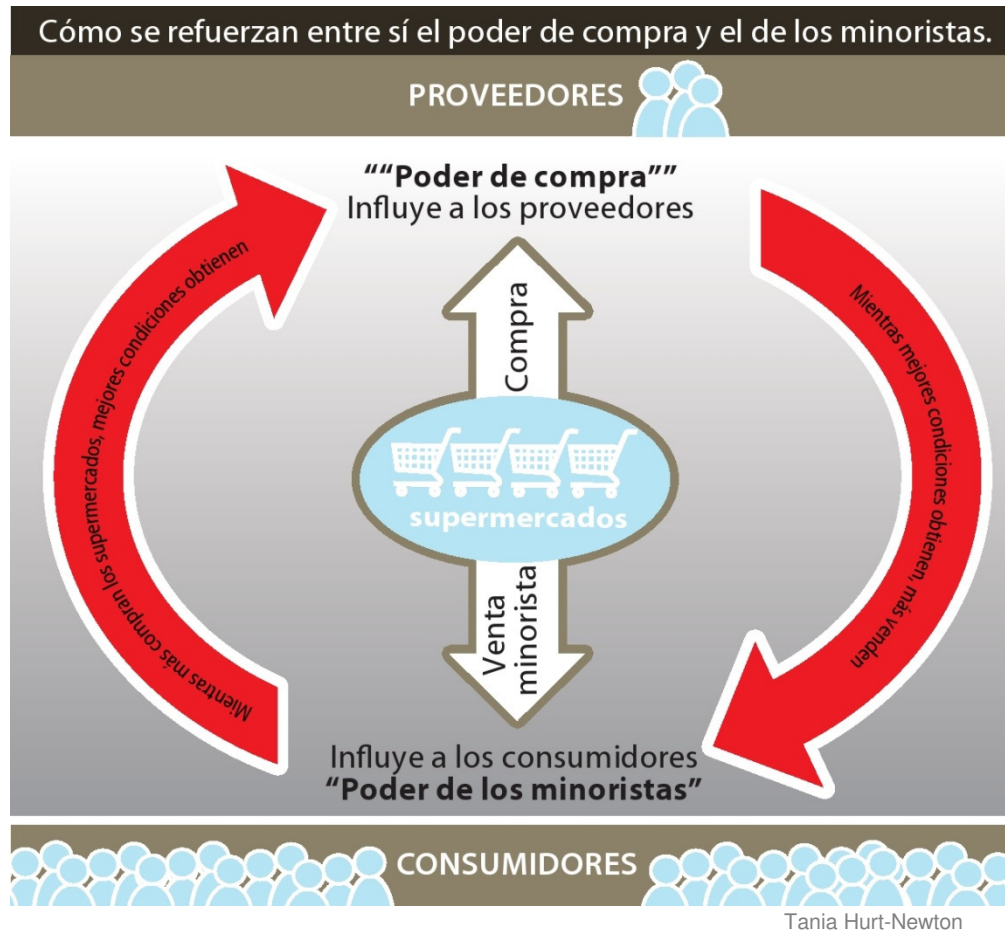 Cómo se refuerzan entre sí el poder de compra y el de los minoristas.
PROVEEDORES
““Poder de compra””
Influye a los proveedores
Mientras más compran los supermercados, mejores condiciones obtienen
Mientras mejores condiciones obtienen, más venden
Compra
supermercados
Venta
minorista
Influye a los consumidores
“Poder de los minoristas”
CONSUMIDORES
Tania Hurt-Newton